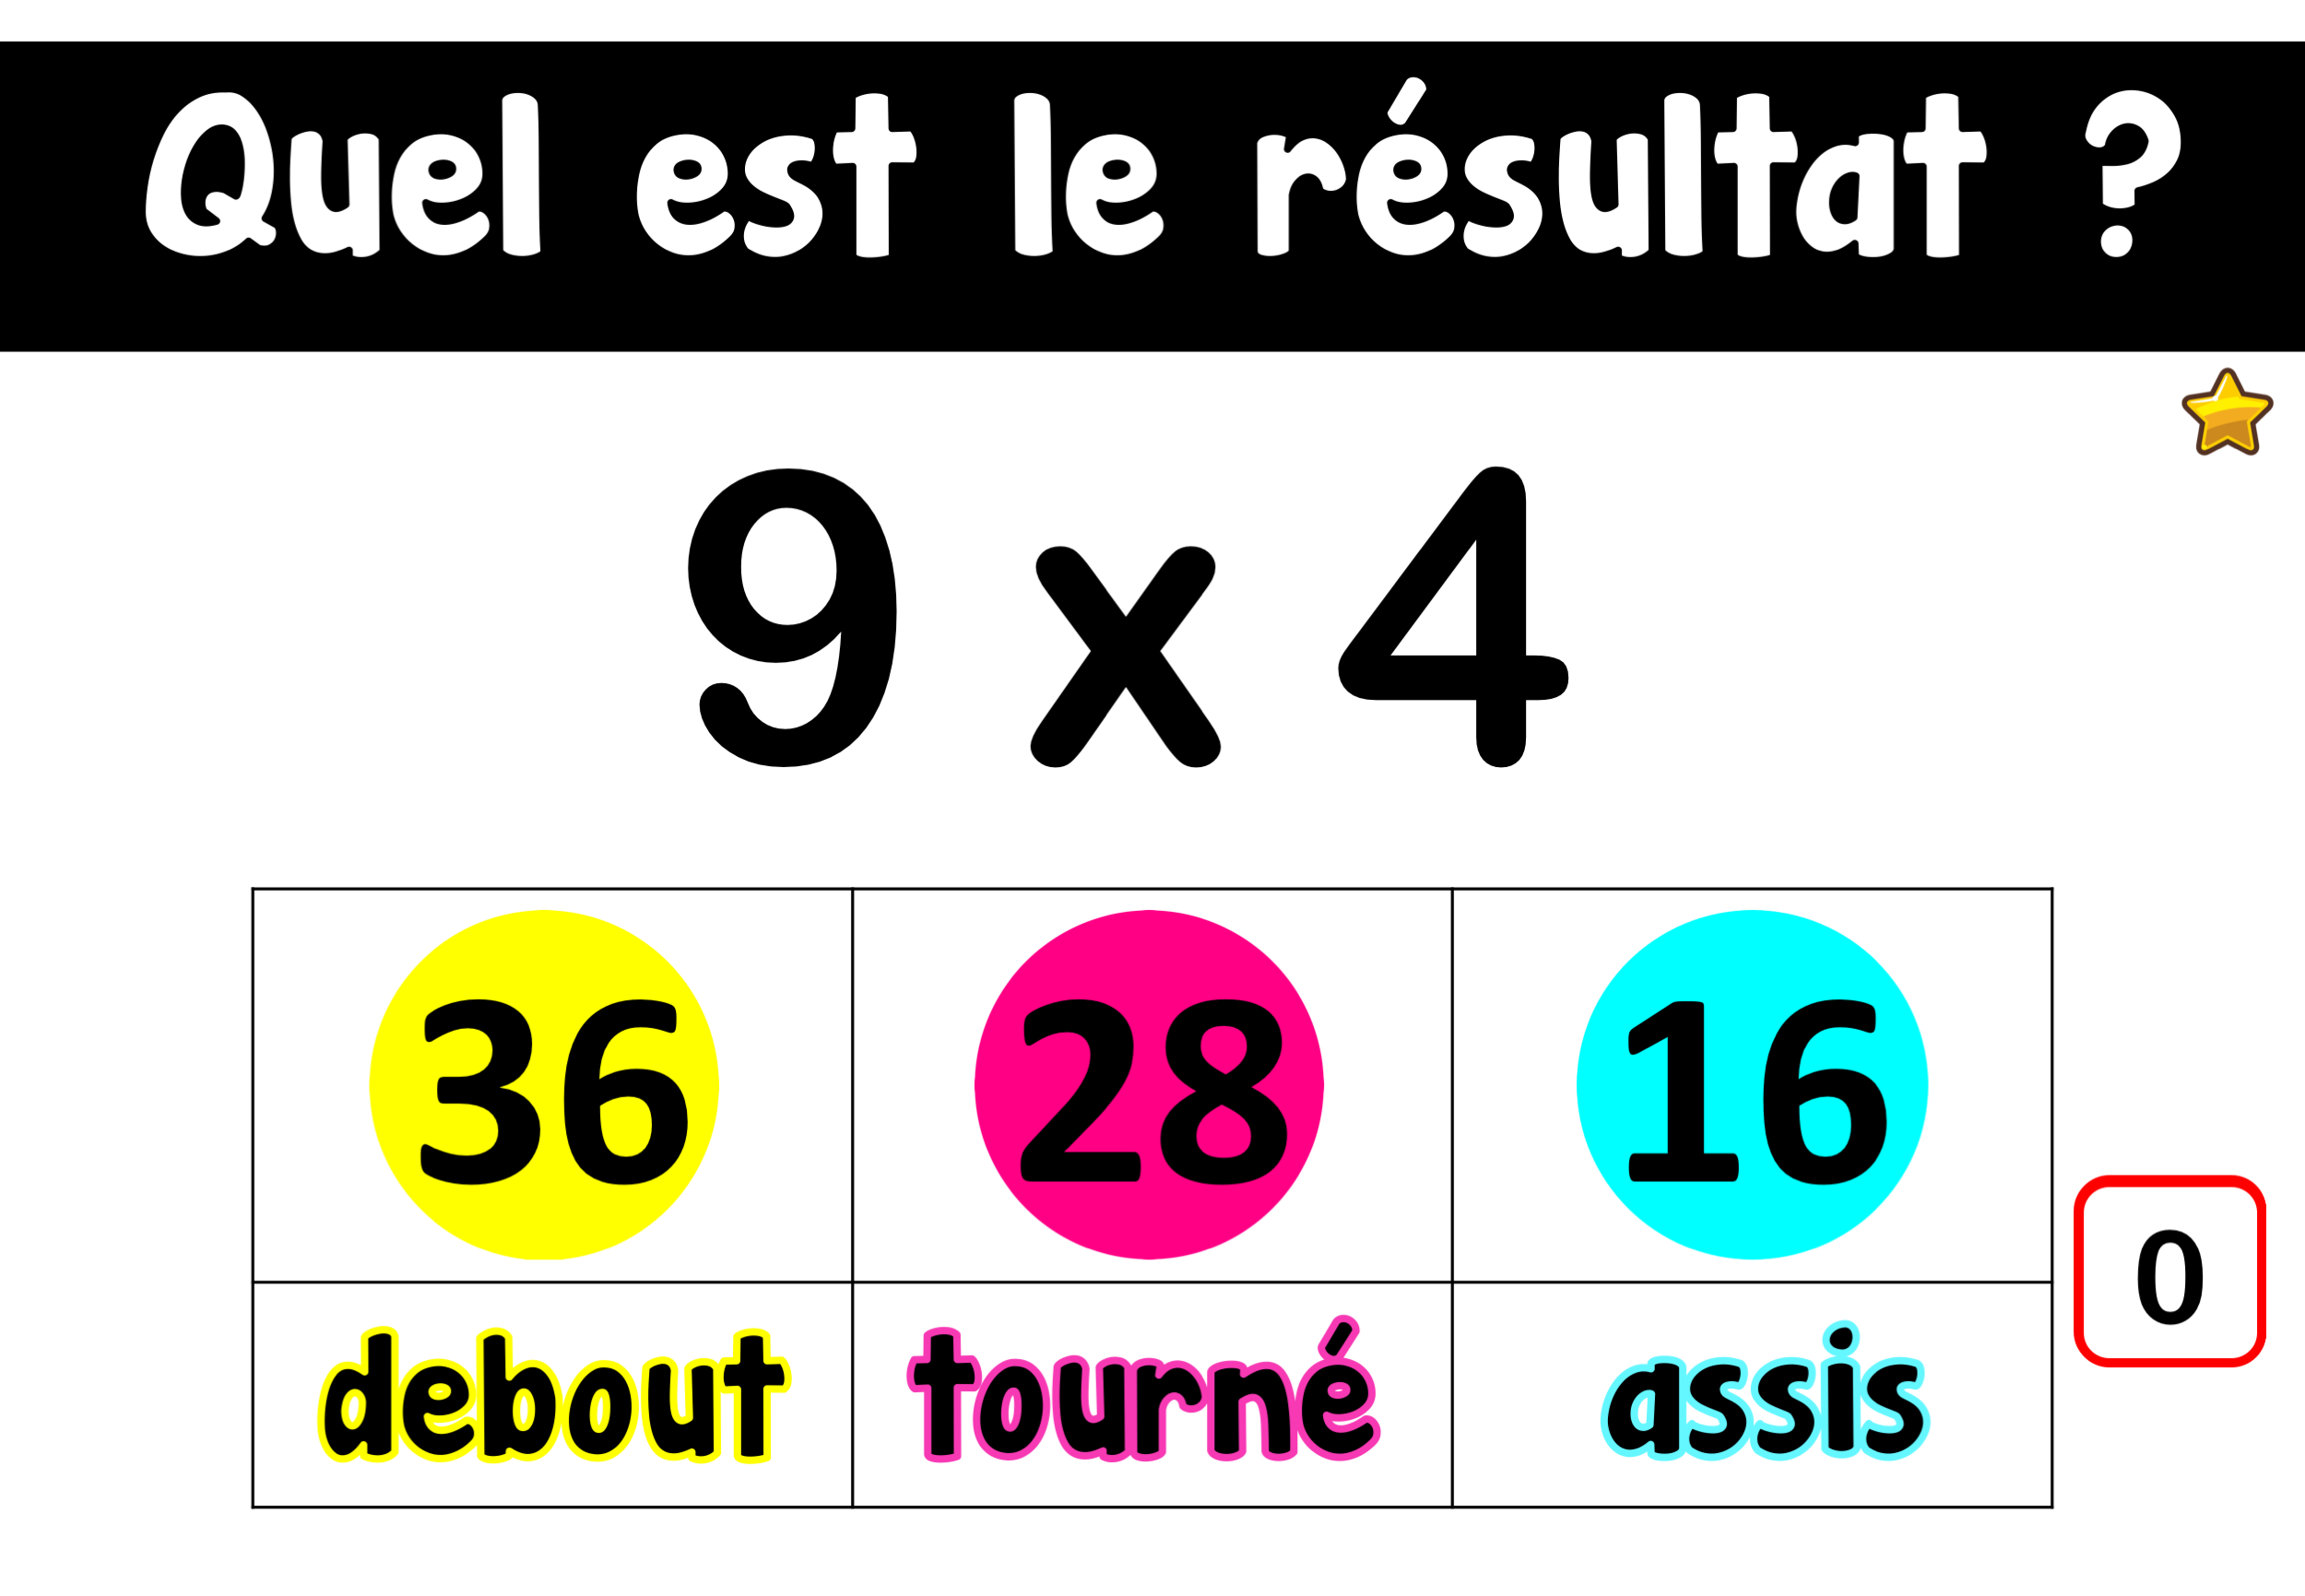 Quel est le résultat ?
9 x 4
36 28 16
0
debout tourné assis